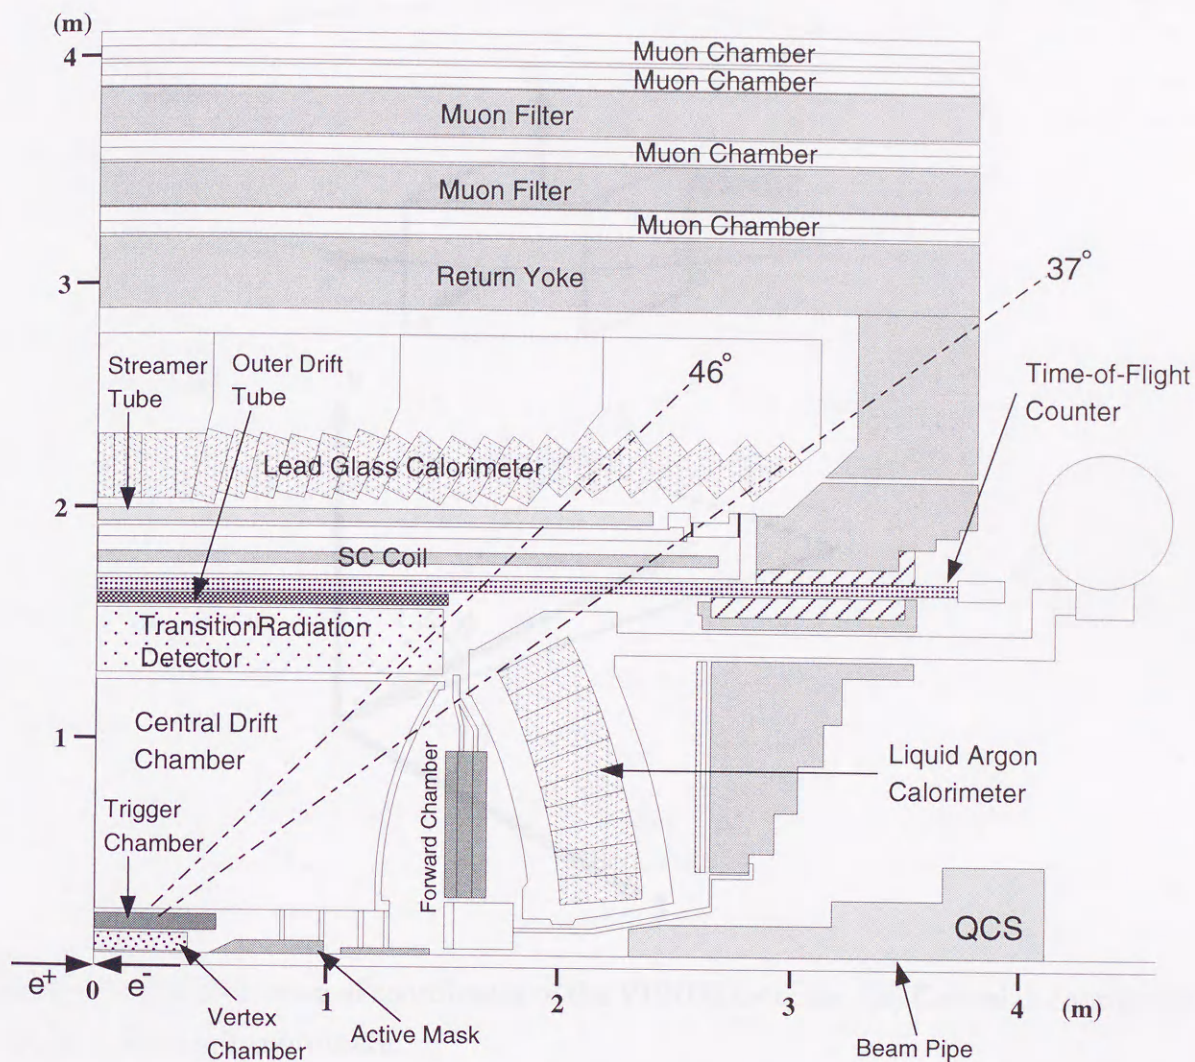 (m)
4
Muon Chamber
Muon Chamber
Muon Filter
Muon Chamber
Muon Filter
Muon Chamber
3
Return Yoke
37°
Streamer
Tube
Outer Drift
Tube
46°
Time-of-Flight
Counter
Lead Glass Calorimeter
2
SC Coil
Transition Radiation
Detector
Central Drift
Chamber
1
Forward Chamber
Liquid Argon
Calorimeter
Trigger
Chamber
QCS
e+
e-
0
1
2
3
4
(m)
Vertex
Chamber
Active Mask
Beam Pipe